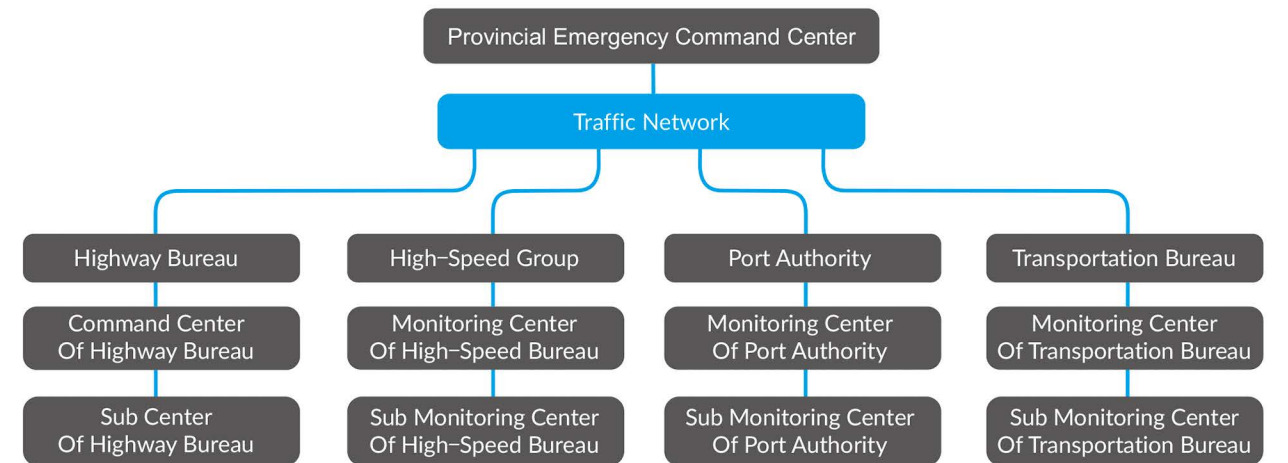 Provincial Emergency Command Center
Traffic Network
Highway Bureau
High-Speed Group
Port Authority
Transportation Bureau
Command Center
Of Highway Bureau
Monitoring Center
Of High-Speed Bureau
Monitoring Center
Of Port Authority
Monitoring Center
Of Transportation Bureau
Sub Center
Of Highway Bureau
Sub Monitoring Center
Of High-Speed Bureau
Sub Monitoring Center
Of Port Authority
Sub Monitoring Center
Of Transportation Bureau